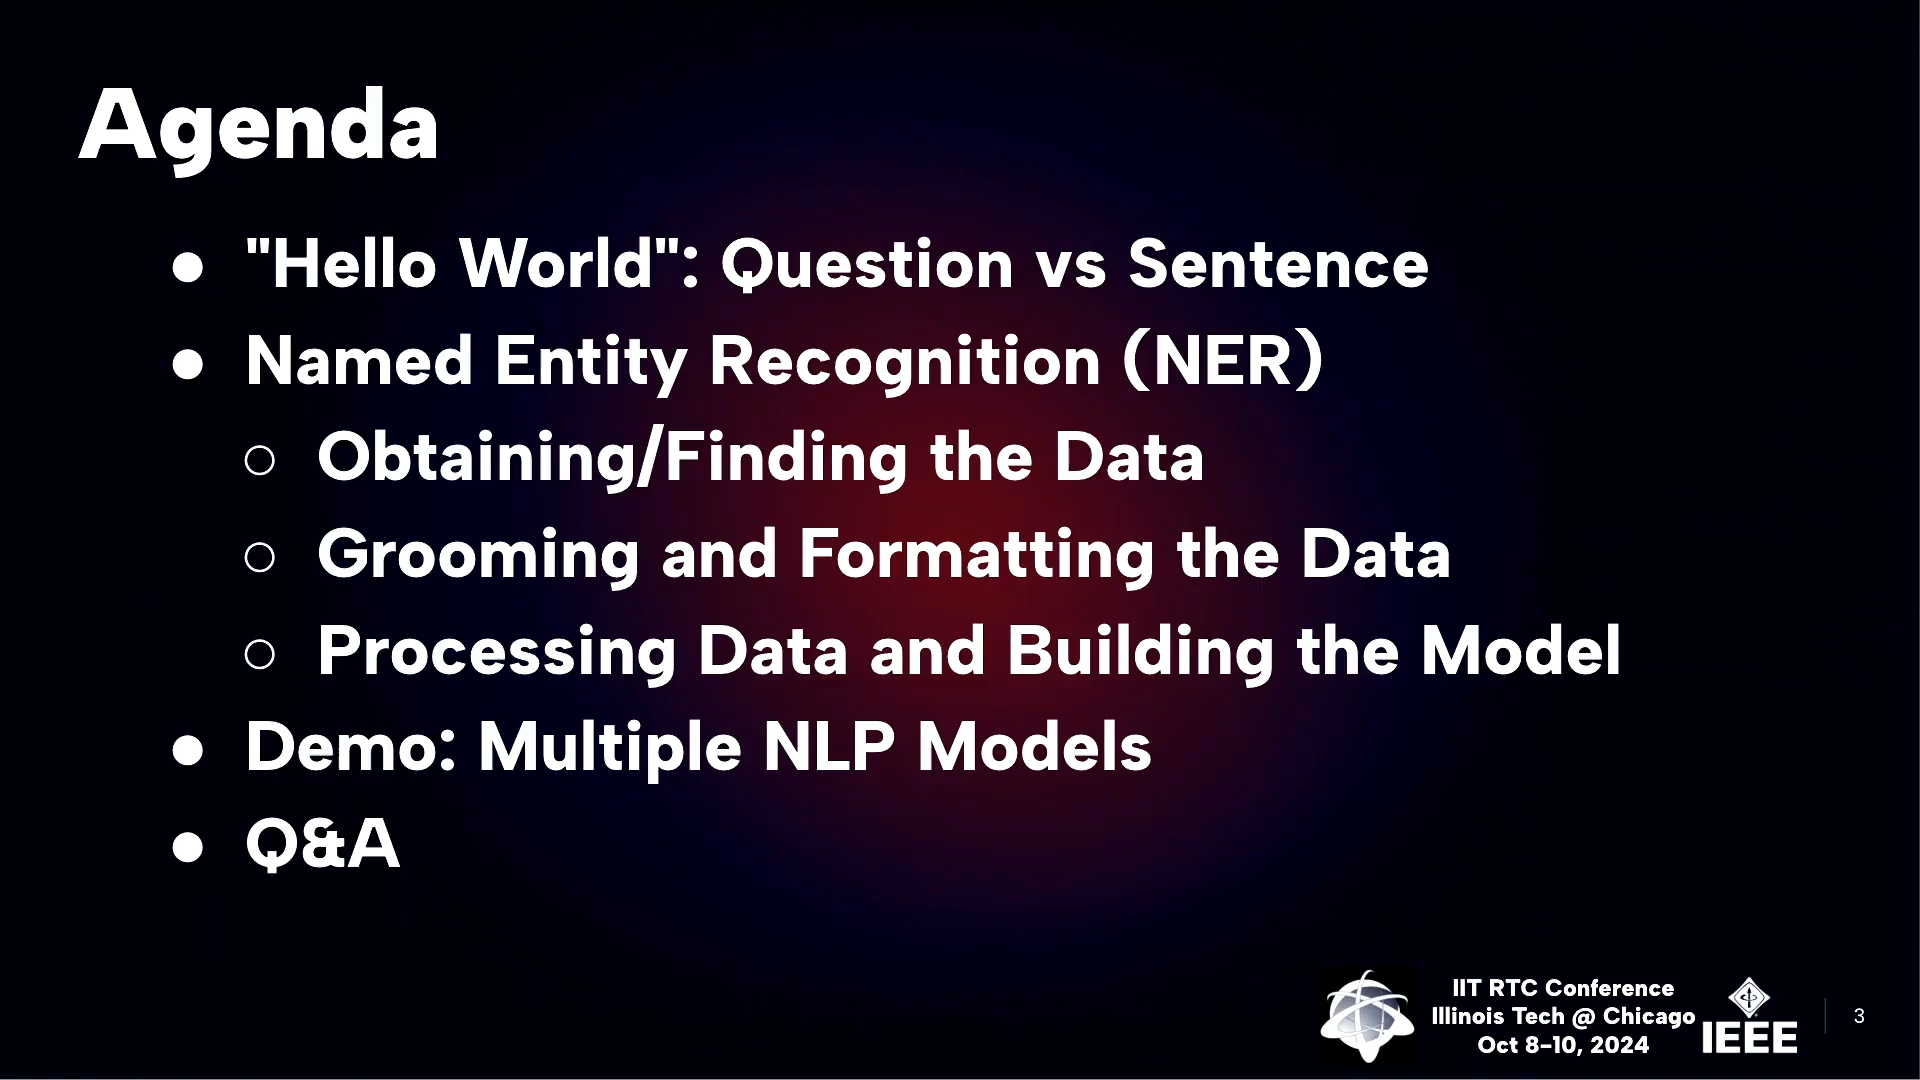 Agenda
● "Hello World": Question vs Sentence
● Named Entity Recognition (NER)
○ Obtaining/Finding the Data
○ Grooming and Formatting the Data
○ Processing Data and Building the Model
● Demo: Multiple NLP Models
● Q&A
IIT RTC Conference
Illinois Tech @ Chicago
Oct 8-10, 2024
IEEE
3